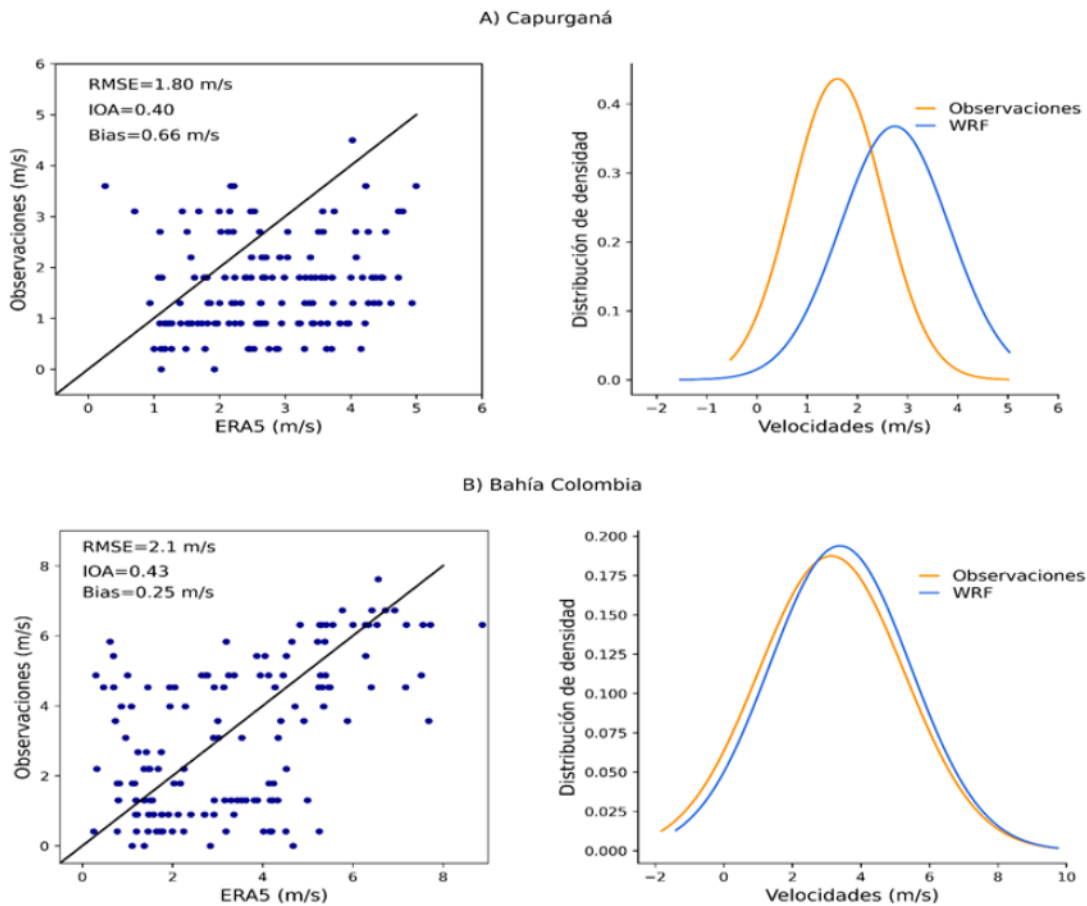 A) Capurganá
RMSE=1.80 m/s
IOA=0.40
Bias=0.66 m/s
Observaciones (m/s)
6
5
4
3
2
1
0
0 1 2 3 4 5 6
ERA5 (m/s)
Distribución de densidad
0.4
0.3
0.2
0.1
0.0
Observaciones
WRF
−2 −1 0 1 2 3 4 5 6
Velocidades (m/s)
B) Bahía Colombia
RMSE=2.1 m/s
IOA=0.43
Bias=0.25 m/s
Observaciones (m/s)
8
6
4
2
0
0 2 4 6 8
ERA5 (m/s)
Distribución de densidad
0.200
0.175
0.150
0.125
0.100
0.075
0.050
0.025
0.000
Observaciones
WRF
−2 0 2 4 6 8 10
Velocidades (m/s)